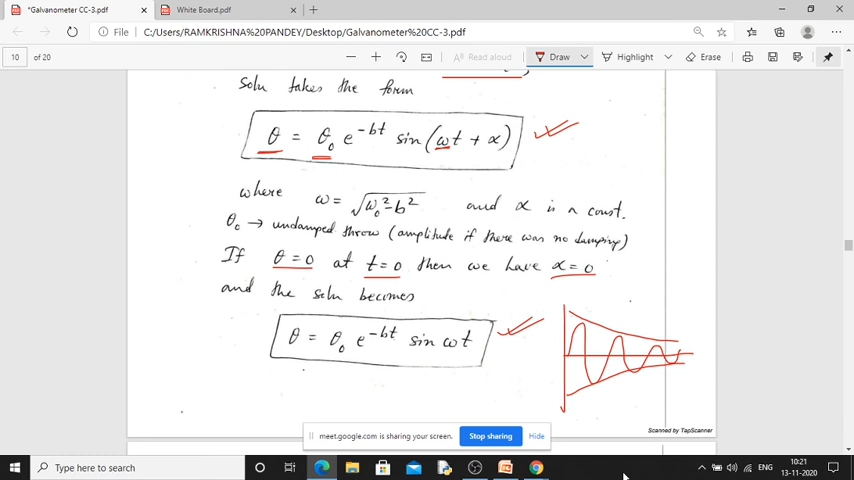 *Galvanometer CC-3.pdf
White Board.pdf
C:/Users/RAMKRISHNA%20PANDEY/Desktop/Galvanometer%20CC-3.pdf
10 of 20 Read aloud Draw Highlight Erase
Soln takes the form
θ = θ₀ e^{-bt} sin(ωt + α)
where ω = √(ω₀² - b²) and α is a const.
θ₀ → undamped throw (amplitude if there was no damping)
If θ=0 at t=0 then we have α=0
and the soln becomes
θ = θ₀ e^{-bt} sin ωt
Scanned by TapScanner
meet.google.com is sharing your screen. Stop sharing Hide
Type here to search
ENG
10:21
13-11-2020